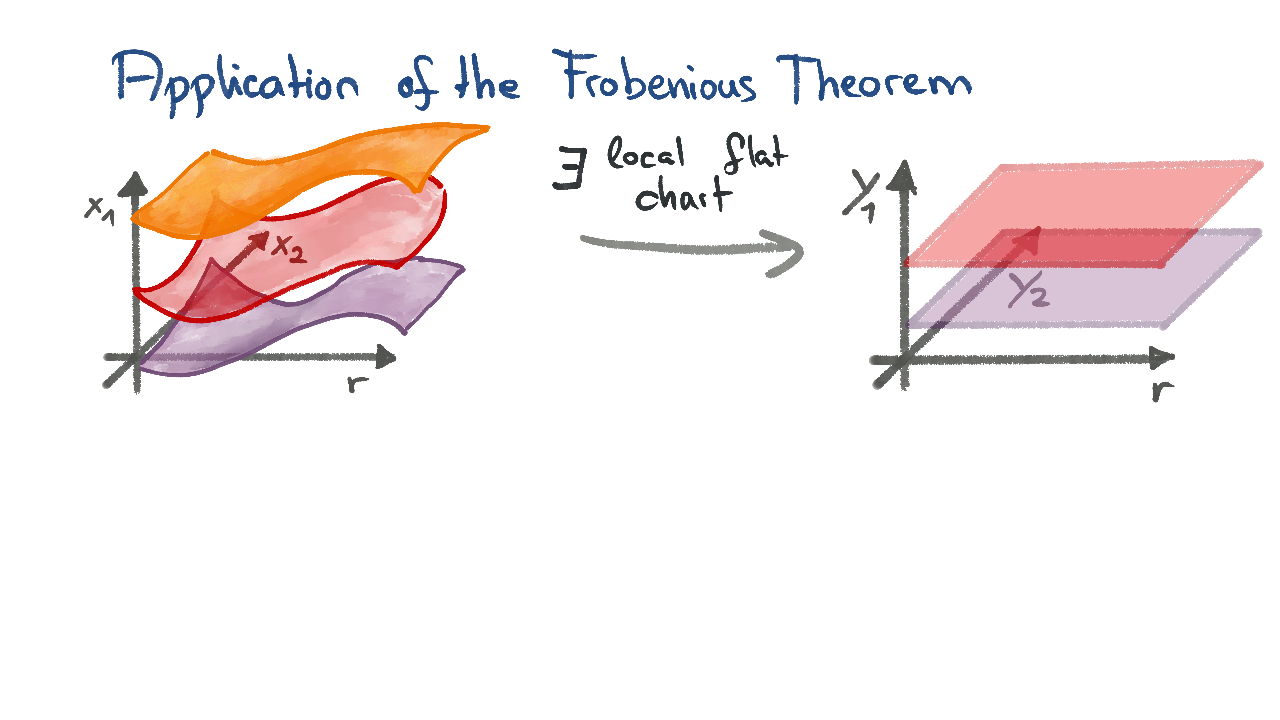 Application of the Frobenious Theorem
∃ local flat
chart
x₁
x₂
r
y₁
y₂
r